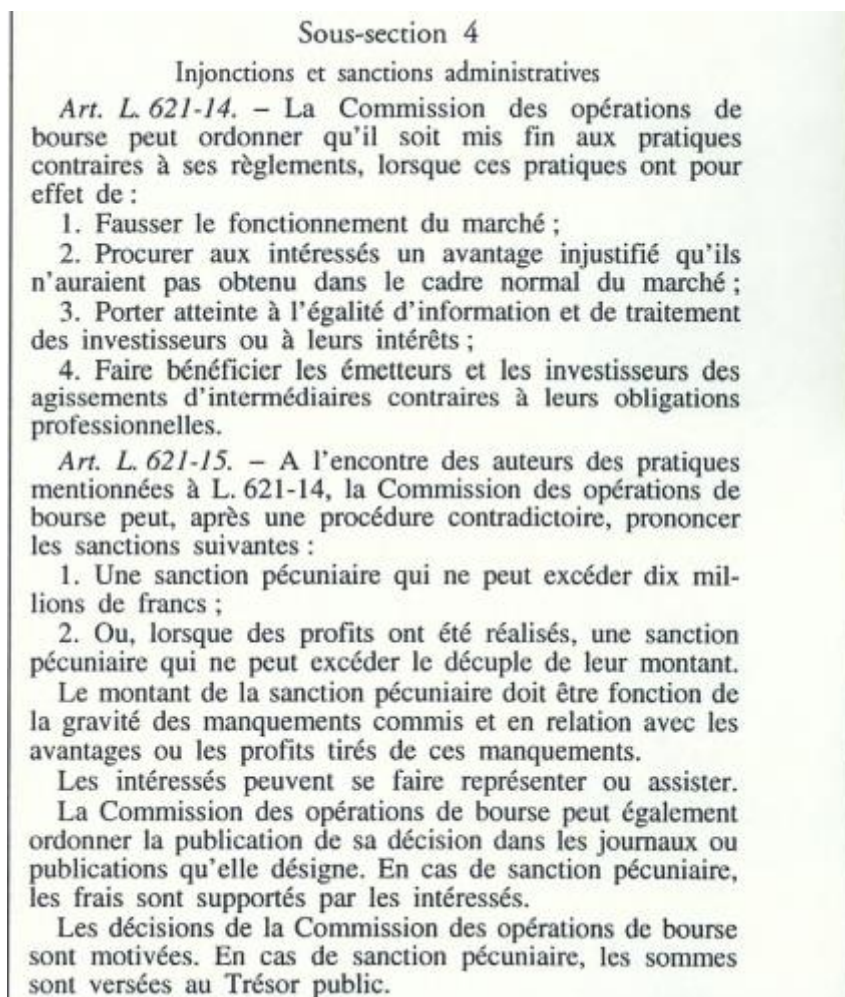 Sous-section 4
Injonctions et sanctions administratives
Art. L. 621-14. – La Commission des opérations de
bourse peut ordonner qu'il soit mis fin aux pratiques
contraires à ses règlements, lorsque ces pratiques ont pour
effet de :
1. Fausser le fonctionnement du marché ;
2. Procurer aux intéressés un avantage injustifié qu'ils
n'auraient pas obtenu dans le cadre normal du marché ;
3. Porter atteinte à l'égalité d'information et de traitement
des investisseurs ou à leurs intérêts ;
4. Faire bénéficier les émetteurs et les investisseurs des
agissements d'intermédiaires contraires à leurs obligations
professionnelles.
Art. L. 621-15. – A l'encontre des auteurs des pratiques
mentionnées à L. 621-14, la Commission des opérations de
bourse peut, après une procédure contradictoire, prononcer
les sanctions suivantes :
1. Une sanction pécuniaire qui ne peut excéder dix mil-
lions de francs ;
2. Ou, lorsque des profits ont été réalisés, une sanction
pécuniaire qui ne peut excéder le décuple de leur montant.
Le montant de la sanction pécuniaire doit être fonction de
la gravité des manquements commis et en relation avec les
avantages ou les profits tirés de ces manquements.
Les intéressés peuvent se faire représenter ou assister.
La Commission des opérations de bourse peut également
ordonner la publication de sa décision dans les journaux ou
publications qu'elle désigne. En cas de sanction pécuniaire,
les frais sont supportés par les intéressés.
Les décisions de la Commission des opérations de bourse
sont motivées. En cas de sanction pécuniaire, les sommes
sont versées au Trésor public.